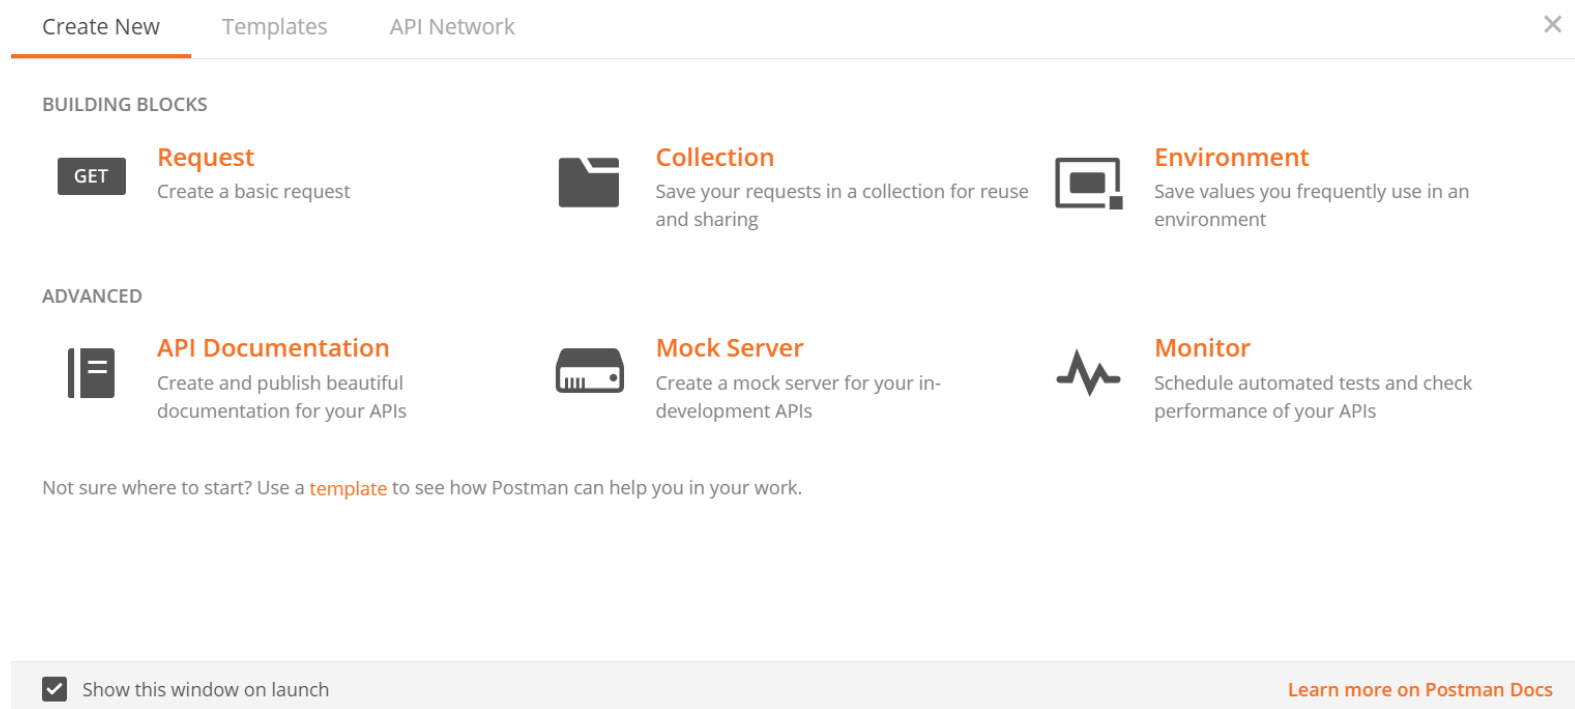 Create New
Templates
API Network
BUILDING BLOCKS
GET
Request
Create a basic request
Collection
Save your requests in a collection for reuse
and sharing
Environment
Save values you frequently use in an
environment
ADVANCED
API Documentation
Create and publish beautiful
documentation for your APIs
Mock Server
Create a mock server for your in-
development APIs
Monitor
Schedule automated tests and check
performance of your APIs
Not sure where to start? Use a template to see how Postman can help you in your work.
Show this window on launch
Learn more on Postman Docs